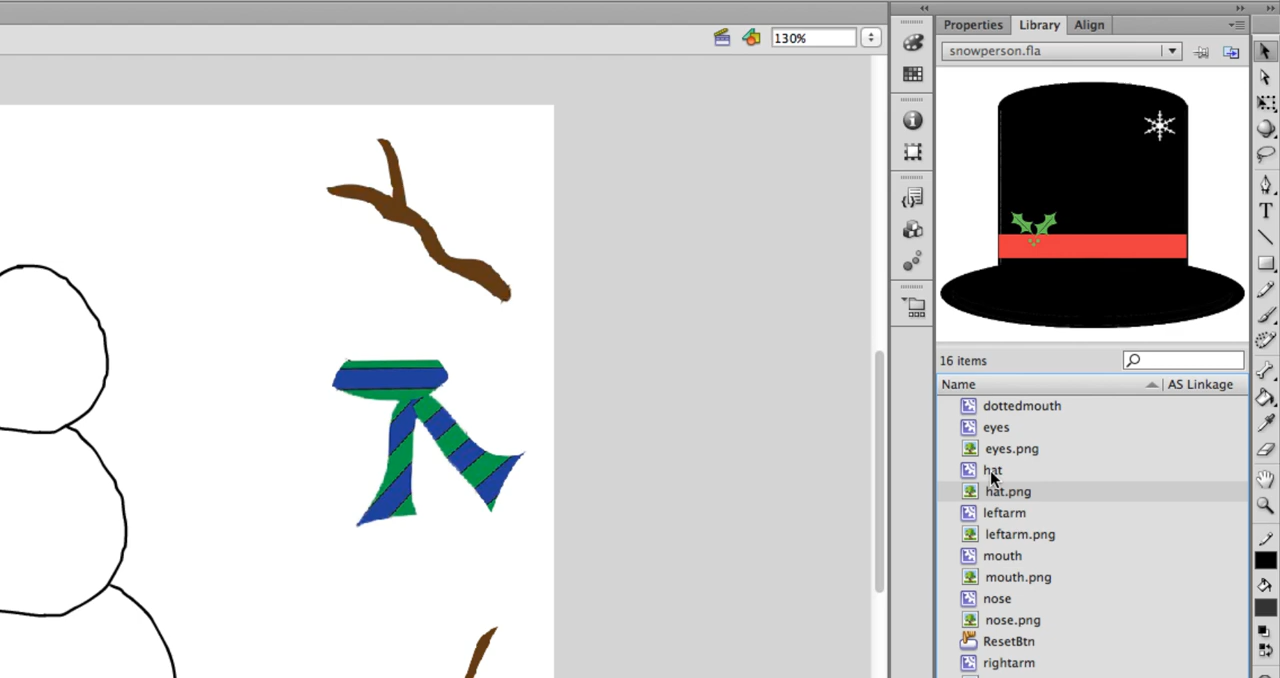 Properties Library Align
130%
snowperson.fla
16 items
Name AS Linkage
dottedmouth
eyes
eyes.png
hat
hat.png
leftarm
leftarm.png
mouth
mouth.png
nose
nose.png
ResetBtn
rightarm